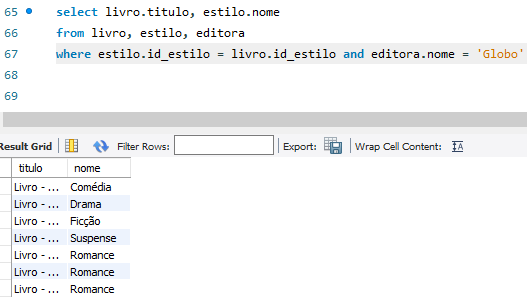 65 select livro.titulo, estilo.nome
66 from livro, estilo, editora
67 where estilo.id_estilo = livro.id_estilo and editora.nome = 'Globo'
68
69
Result Grid Filter Rows: Export: Wrap Cell Content: IA
titulo nome
Livro - ... Comédia
Livro - ... Drama
Livro - ... Ficção
Livro - ... Suspense
Livro - ... Romance
Livro - ... Romance
Livro - ... Romance